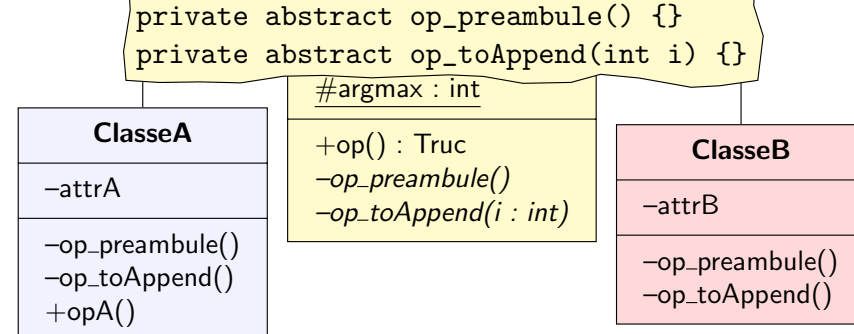 private abstract op_preambule() {}
private abstract op_toAppend(int i) {}
#argmax : int
+op() : Truc
–op_preambule()
–op_toAppend(i : int)
ClasseA
–attrA
–op_preambule()
–op_toAppend()
+opA()
ClasseB
–attrB
–op_preambule()
–op_toAppend()